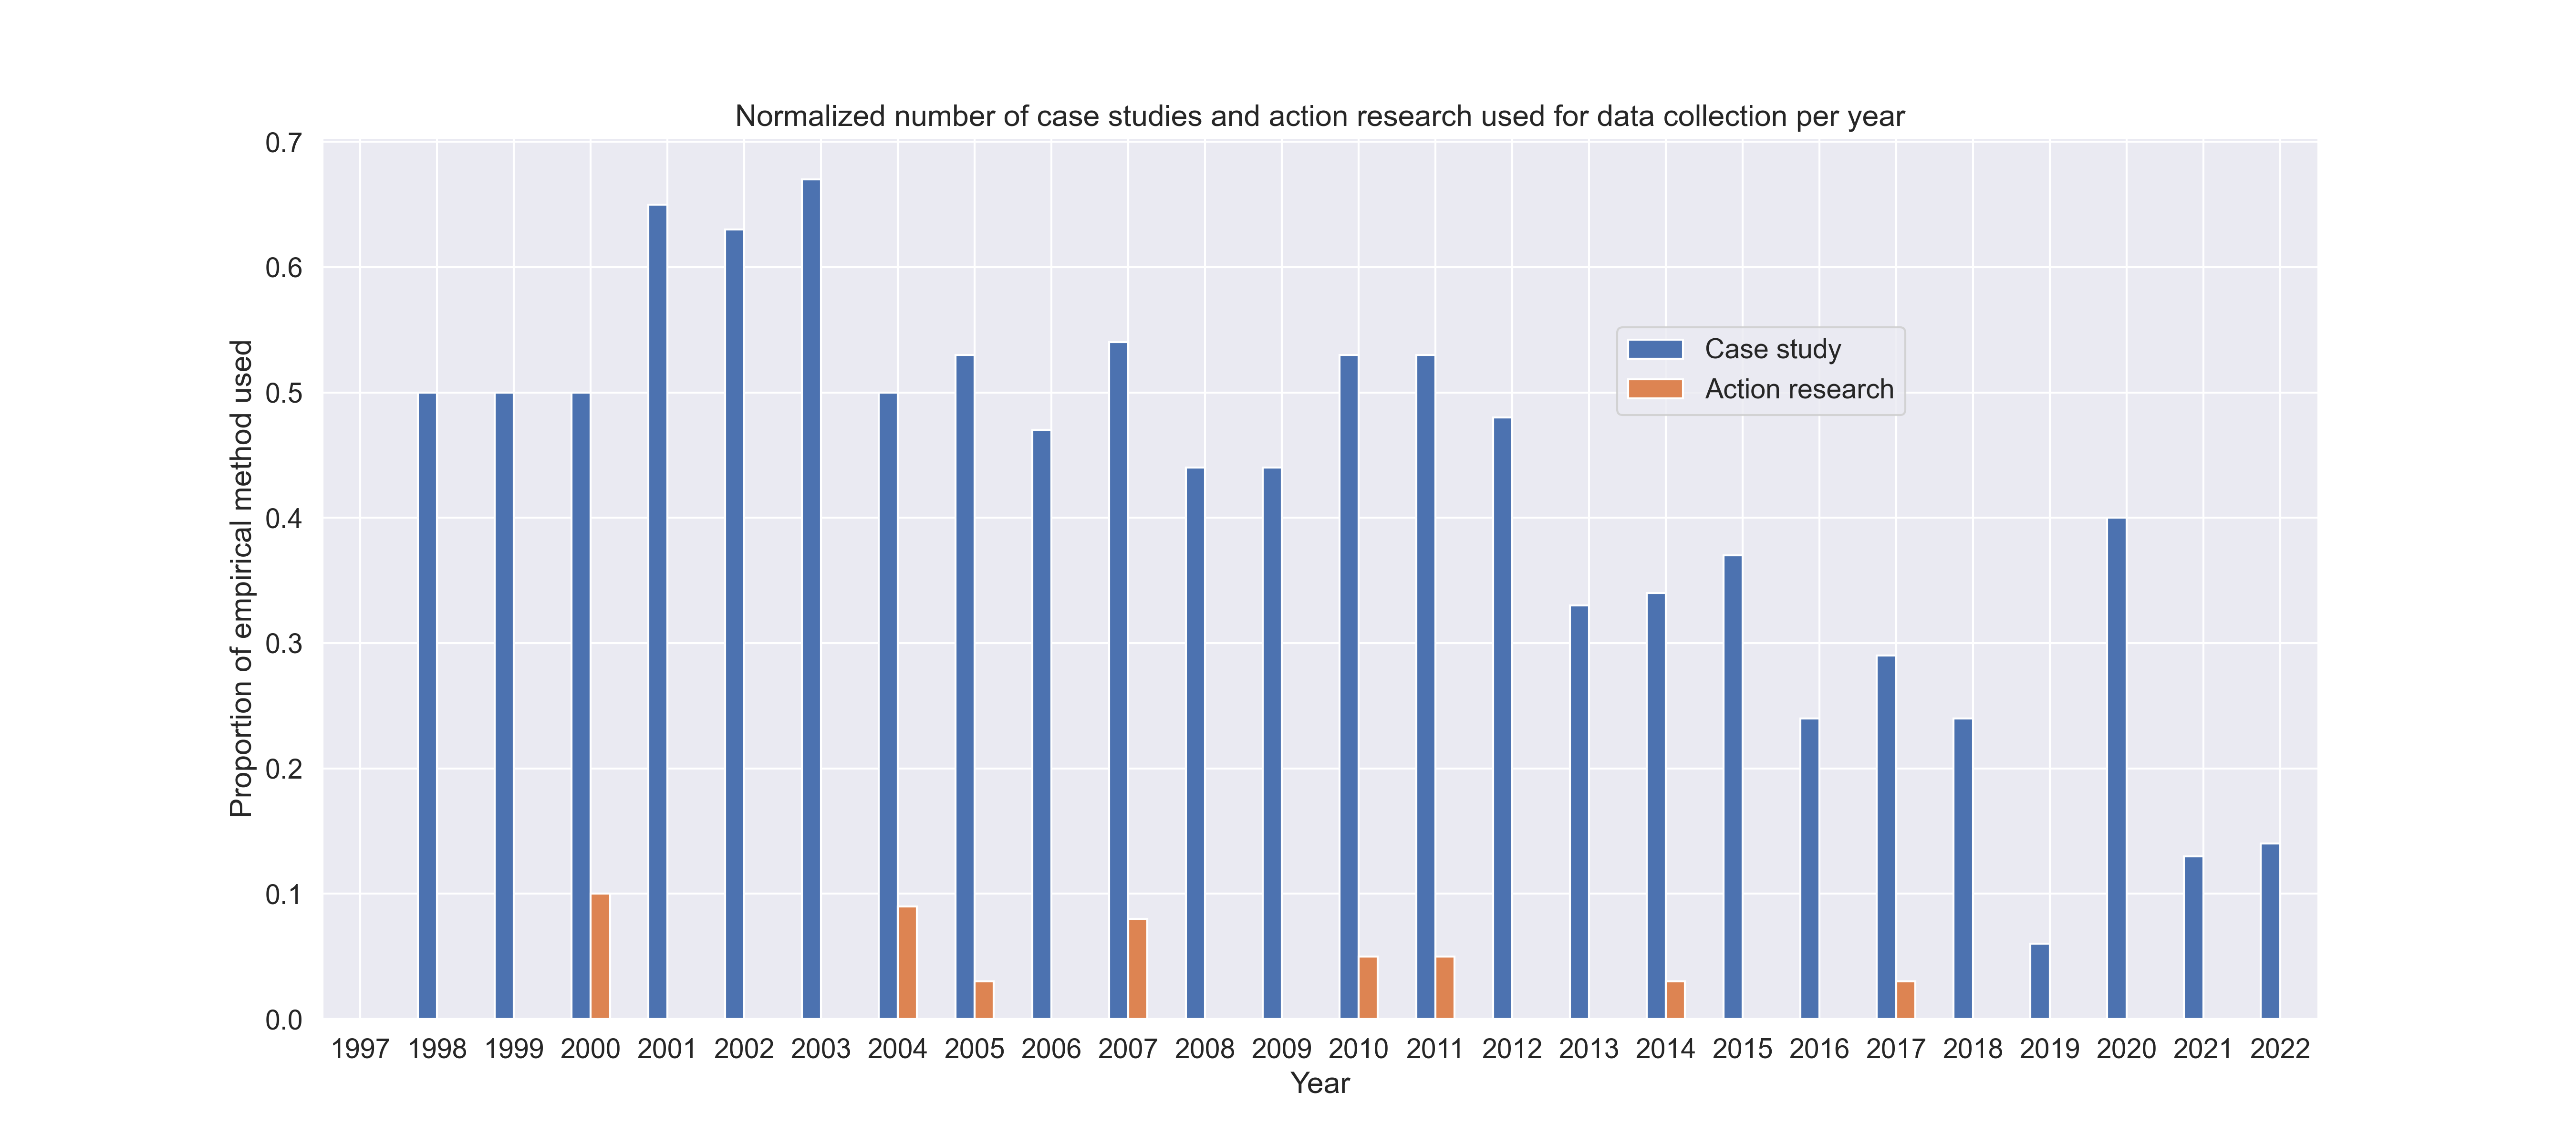 Normalized number of case studies and action research used for data collection per year
Proportion of empirical method used
0.7
0.6
0.5
0.4
0.3
0.2
0.1
0.0
Case study
Action research
1997 1998 1999 2000 2001 2002 2003 2004 2005 2006 2007 2008 2009 2010 2011 2012 2013 2014 2015 2016 2017 2018 2019 2020 2021 2022
Year